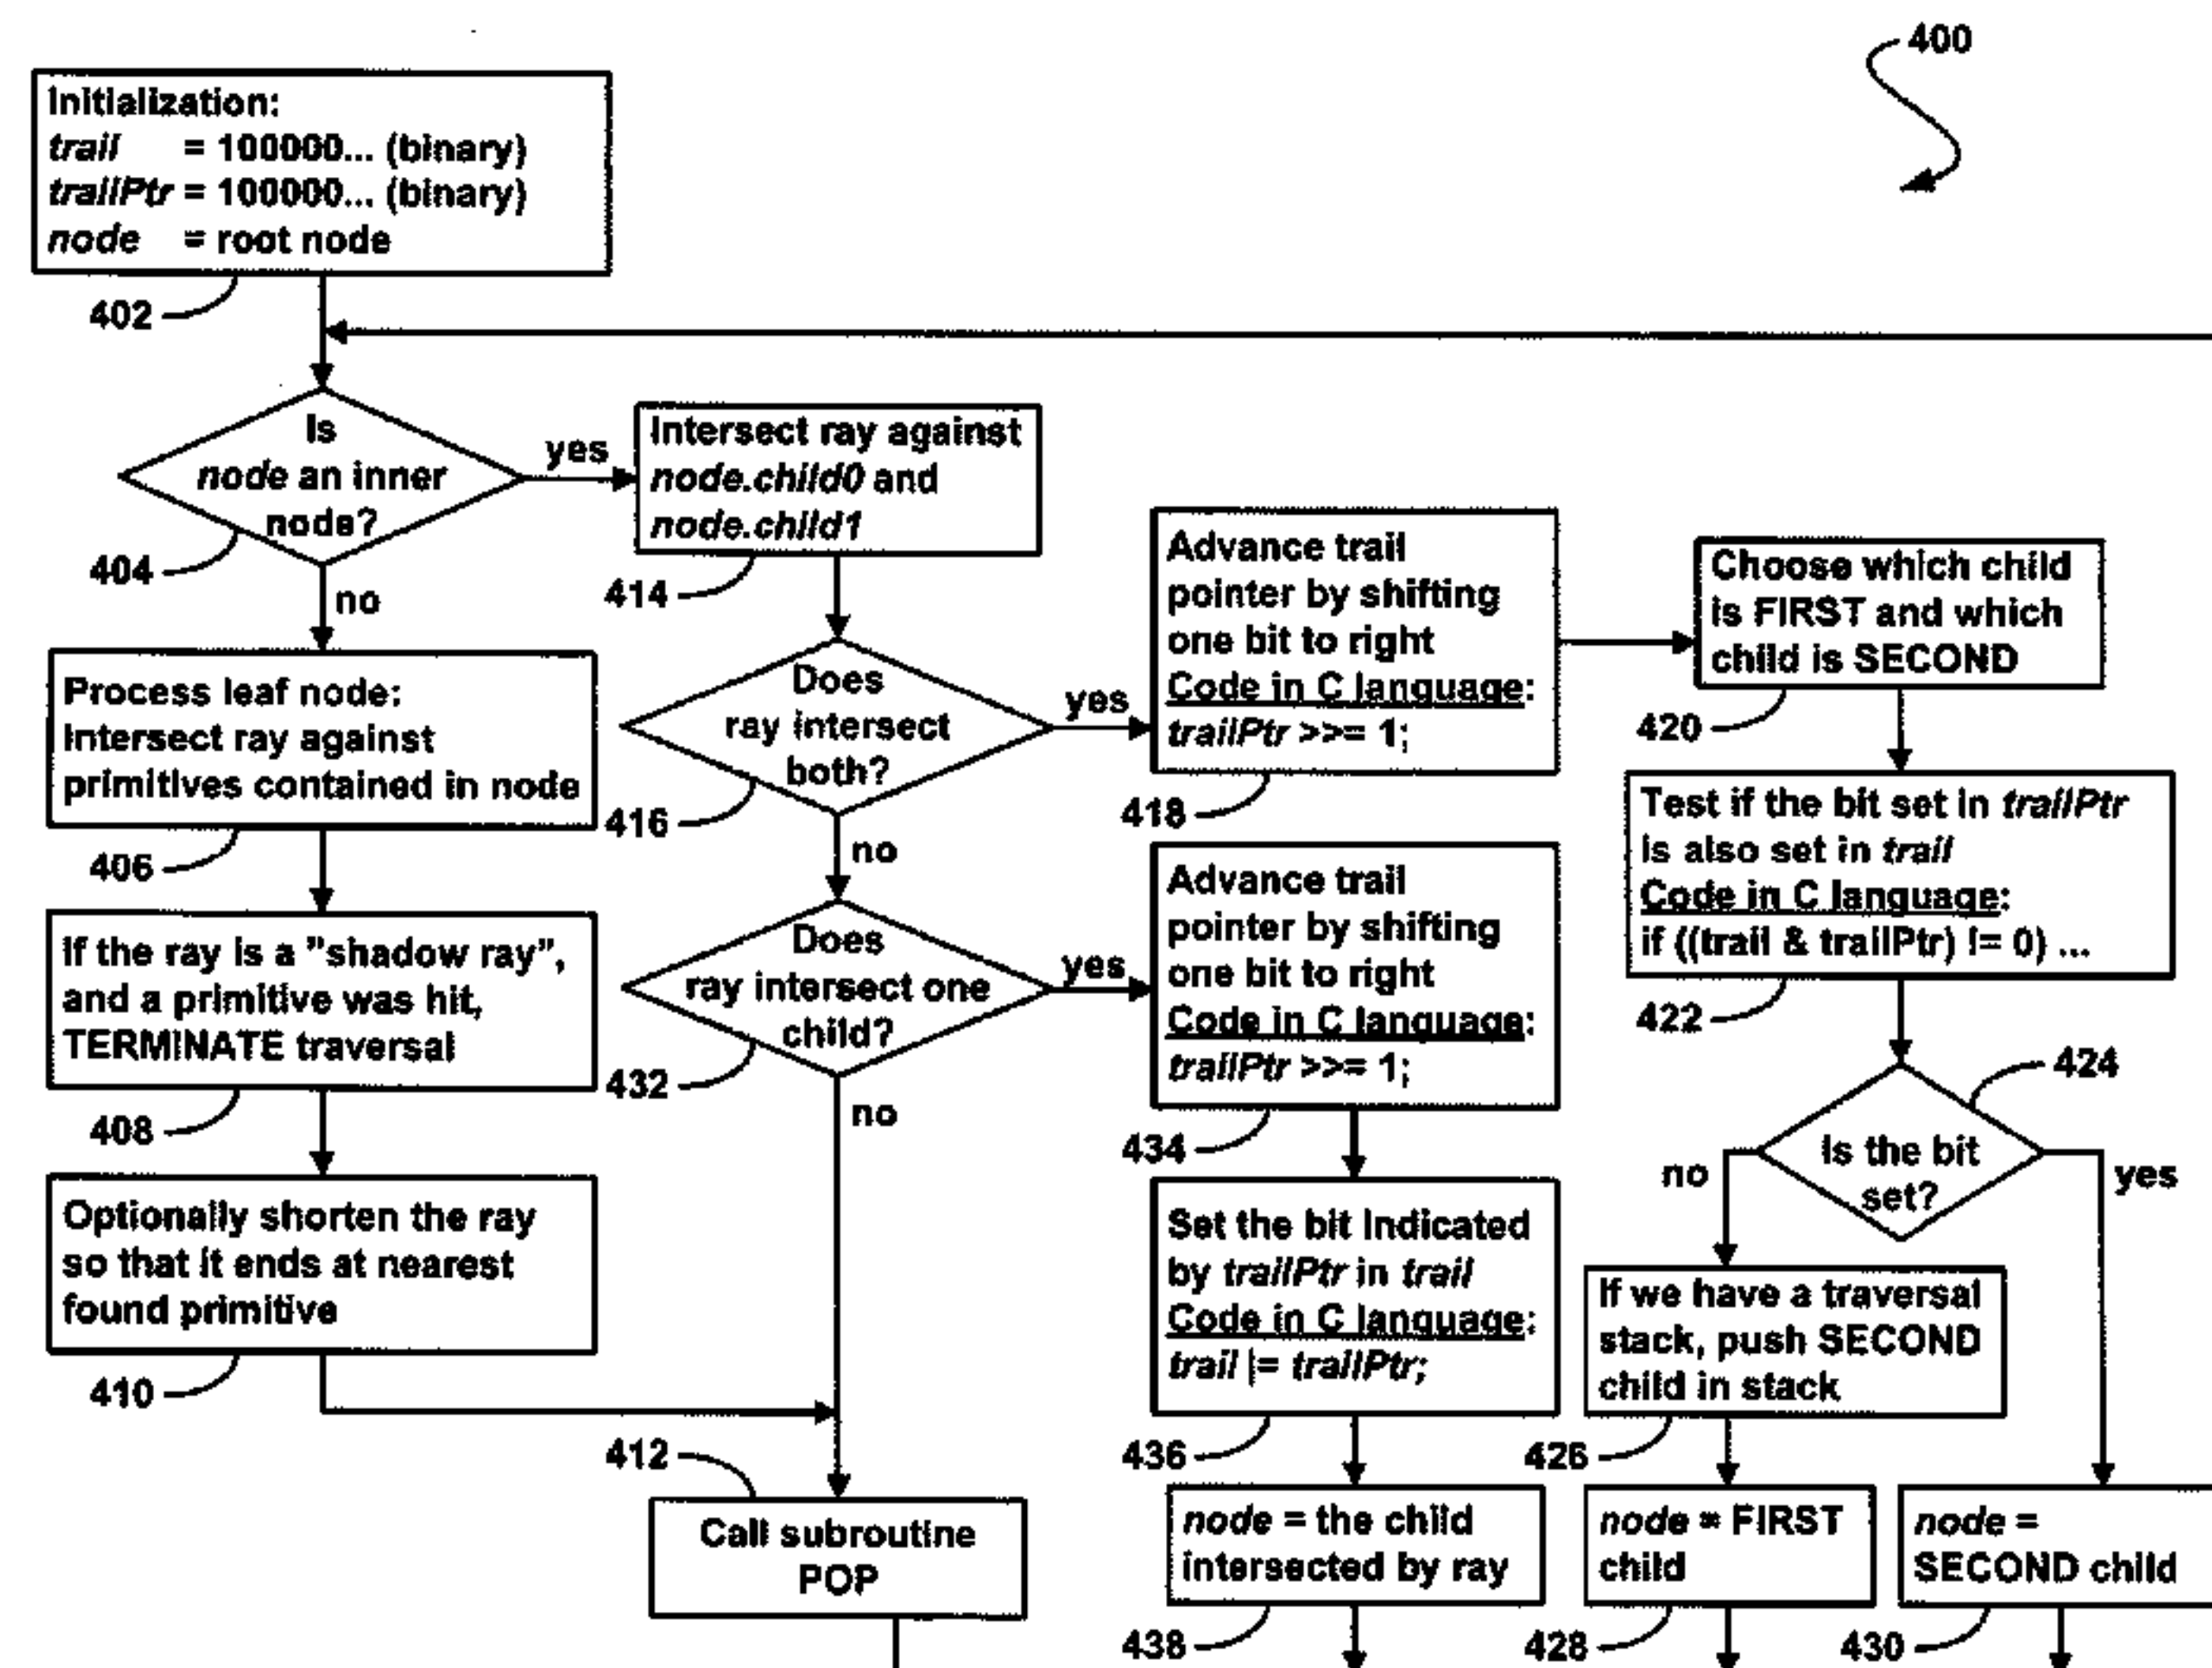 400
Initialization:
trail = 100000... (binary)
trailPtr = 100000... (binary)
node = root node
402
Is
node an inner
node?
404
yes
no
Intersect ray against
node.child0 and
node.child1
414
Process leaf node:
Intersect ray against
primitives contained in node
406
Does
ray intersect
both?
416
yes
no
Advance trail
pointer by shifting
one bit to right
Code in C language:
trailPtr >>= 1;
418
Choose which child
is FIRST and which
child is SECOND
420
Test if the bit set in trailPtr
is also set in trail
Code in C language:
if ((trail & trailPtr) != 0) ...
422
If the ray is a "shadow ray",
and a primitive was hit,
TERMINATE traversal
408
Does
ray intersect one
child?
432
yes
no
Advance trail
pointer by shifting
one bit to right
Code in C language:
trailPtr >>= 1;
434
424
Is the bit
set?
no
yes
Optionally shorten the ray
so that it ends at nearest
found primitive
410
Set the bit indicated
by trailPtr in trail
Code in C language:
trail |= trailPtr;
436
If we have a traversal
stack, push SECOND
child in stack
426
412
Call subroutine
POP
node = the child
intersected by ray
438
node = FIRST
child
428
node =
SECOND child
430